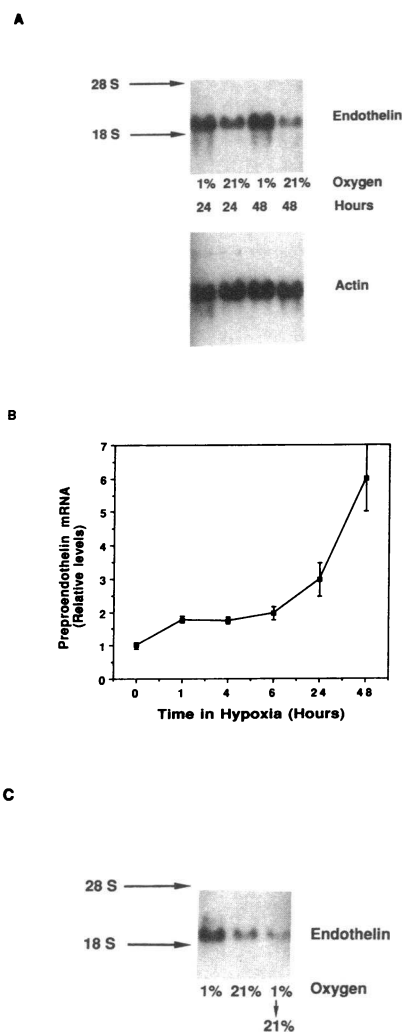 A
28 S
Endothelin
18 S
1% 21% 1% 21% Oxygen
24 24 48 48 Hours
Actin
B
Preproendothelin mRNA
(Relative levels)
7
6
5
4
3
2
1
0
0 1 4 6 24 48
Time in Hypoxia (Hours)
C
28 S
18 S
Endothelin
1% 21% 1% Oxygen
21%